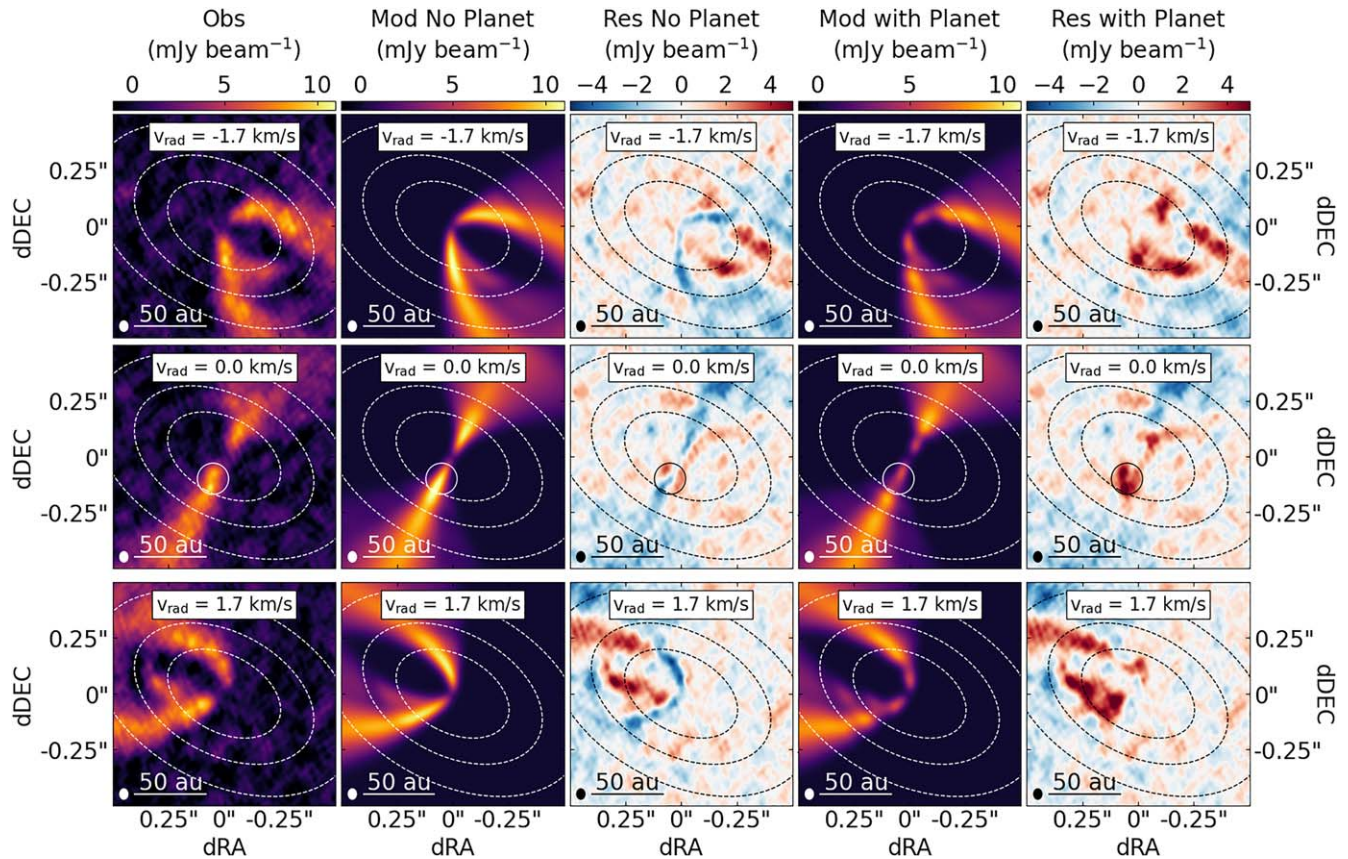 Obs Mod No Planet Res No Planet Mod with Planet Res with Planet
(mJy beam⁻¹) (mJy beam⁻¹) (mJy beam⁻¹) (mJy beam⁻¹) (mJy beam⁻¹)
0 5 10 0 5 10 −4 −2 0 2 4 0 5 10 −4 −2 0 2 4
v_rad = -1.7 km/s v_rad = -1.7 km/s v_rad = -1.7 km/s v_rad = -1.7 km/s v_rad = -1.7 km/s
0.25" 0.25"
dDEC dDEC
0" 0"
-0.25" -0.25"
50 au 50 au 50 au 50 au 50 au
v_rad = 0.0 km/s v_rad = 0.0 km/s v_rad = 0.0 km/s v_rad = 0.0 km/s v_rad = 0.0 km/s
0.25" 0.25"
dDEC dDEC
0" 0"
-0.25" -0.25"
50 au 50 au 50 au 50 au 50 au
v_rad = 1.7 km/s v_rad = 1.7 km/s v_rad = 1.7 km/s v_rad = 1.7 km/s v_rad = 1.7 km/s
0.25" 0.25"
dDEC dDEC
0" 0"
-0.25" -0.25"
50 au 50 au 50 au 50 au 50 au
0.25" 0" -0.25" 0.25" 0" -0.25" 0.25" 0" -0.25" 0.25" 0" -0.25" 0.25" 0" -0.25"
dRA dRA dRA dRA dRA